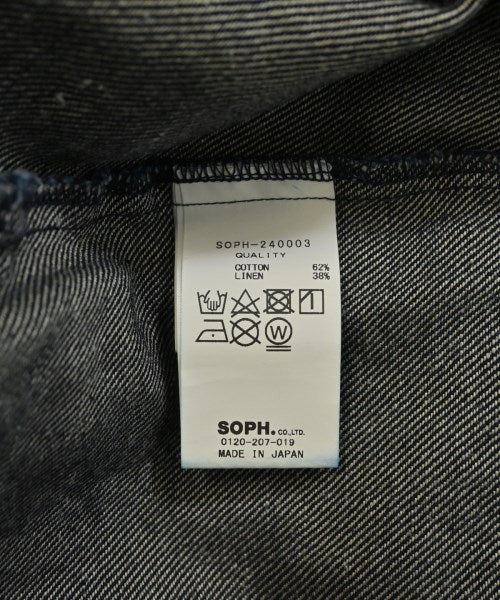 SOPH-240003
QUALITY
COTTON 62%
LINEN 38%
W
SOPH.CO.,LTD.
0120-207-019
MADE IN JAPAN